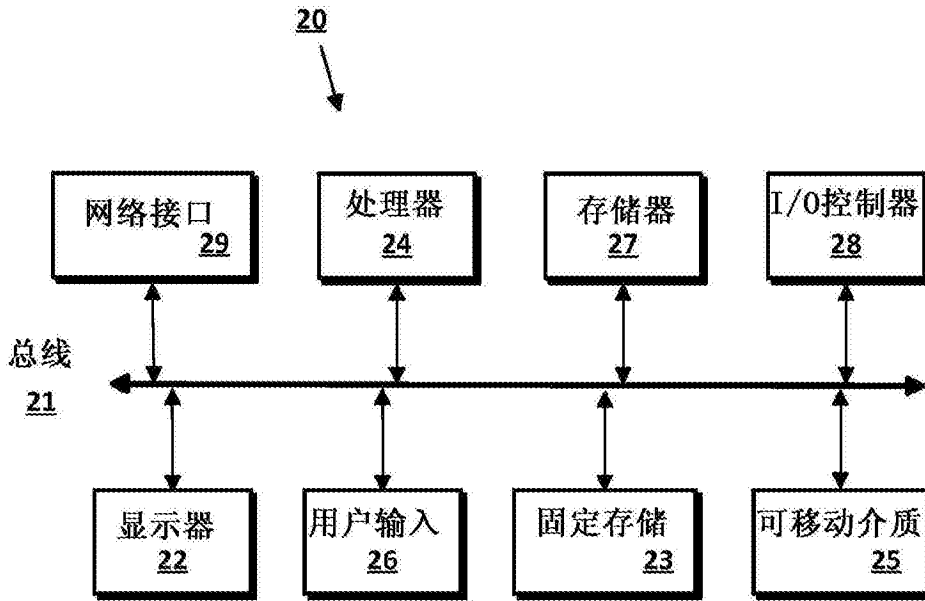 20
网络接口
29
处理器
24
存储器
27
I/O控制器
28
总线
21
显示器
22
用户输入
26
固定存储
23
可移动介质
25